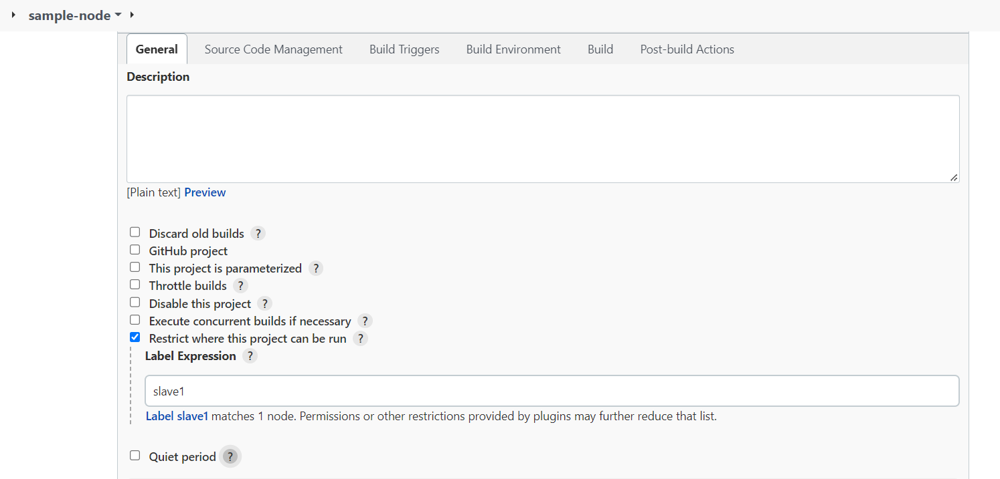 sample-node
General Source Code Management Build Triggers Build Environment Build Post-build Actions
Description
[Plain text] Preview
Discard old builds ?
GitHub project
This project is parameterized ?
Throttle builds ?
Disable this project ?
Execute concurrent builds if necessary ?
Restrict where this project can be run ?
Label Expression ?
slave1
Label slave1 matches 1 node. Permissions or other restrictions provided by plugins may further reduce that list.
Quiet period ?